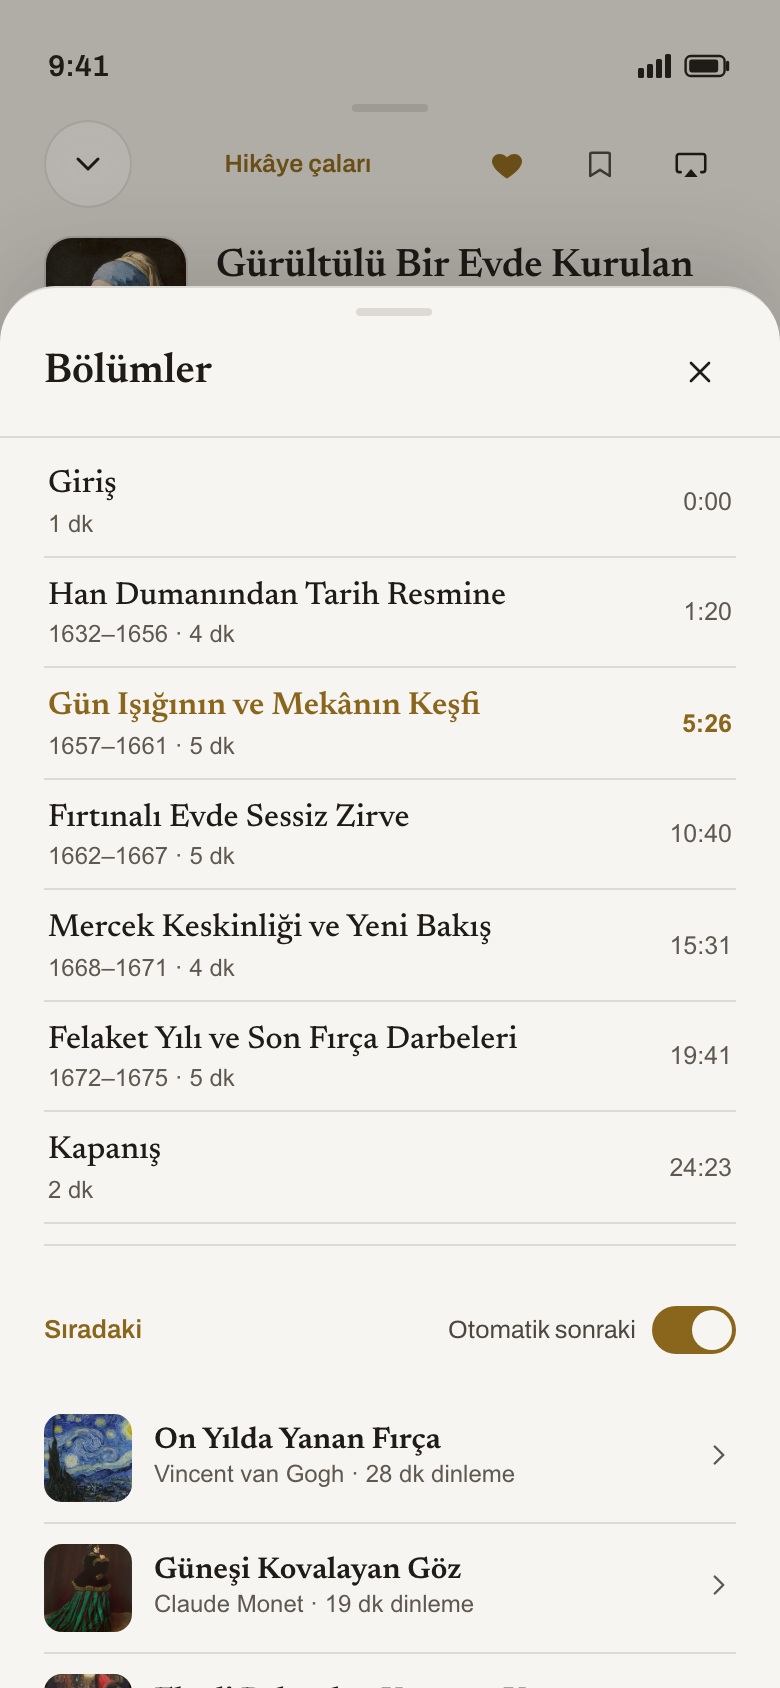 9:41
Hikâye çaları
Gürültülü Bir Evde Kurulan
Bölümler
Giriş
1 dk
0:00
Han Dumanından Tarih Resmine
1632–1656 · 4 dk
1:20
Gün Işığının ve Mekânın Keşfi
1657–1661 · 5 dk
5:26
Fırtınalı Evde Sessiz Zirve
1662–1667 · 5 dk
10:40
Mercek Keskinliği ve Yeni Bakış
1668–1671 · 4 dk
15:31
Felaket Yılı ve Son Fırça Darbeleri
1672–1675 · 5 dk
19:41
Kapanış
2 dk
24:23
Sıradaki
Otomatik sonraki
On Yılda Yanan Fırça
Vincent van Gogh · 28 dk dinleme
Güneşi Kovalayan Göz
Claude Monet · 19 dk dinleme